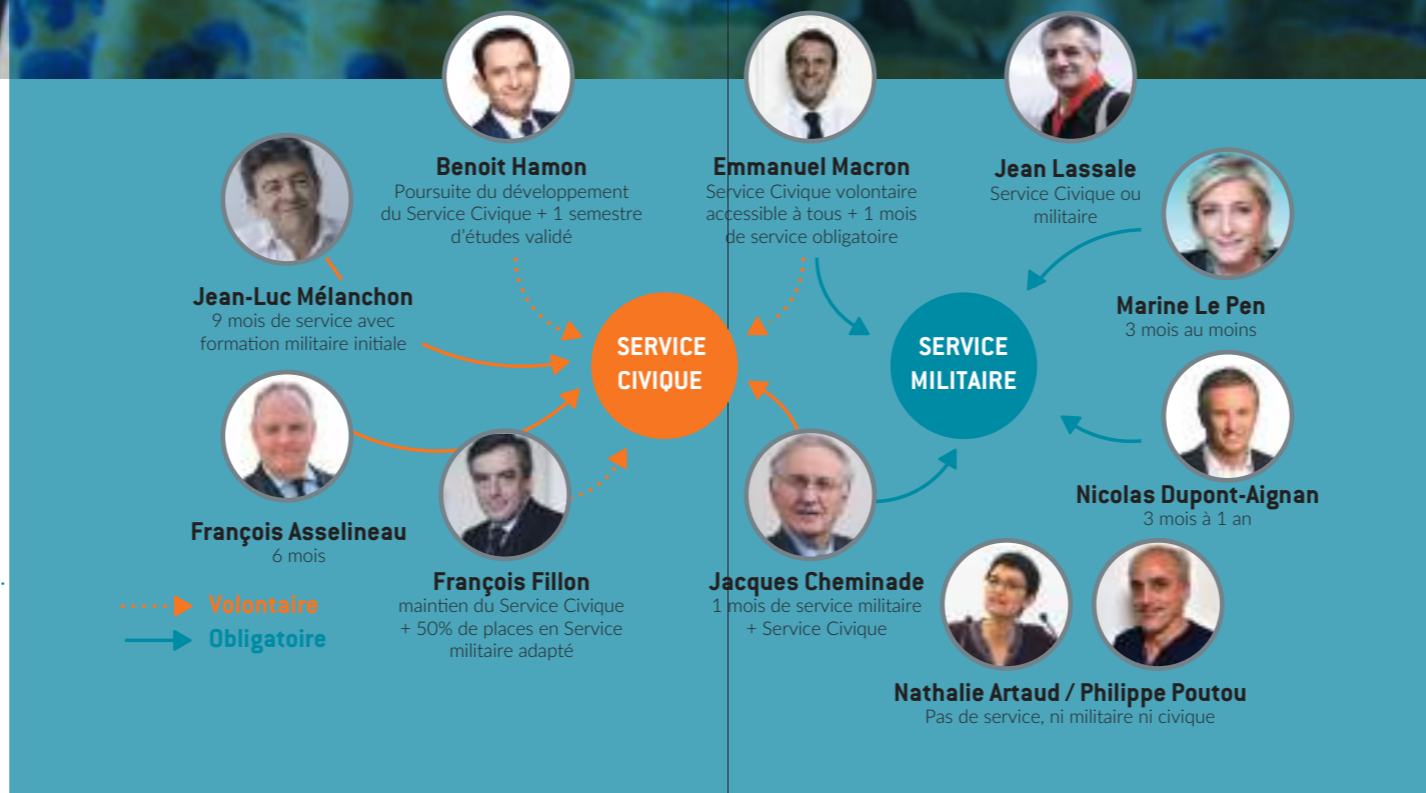 Benoit Hamon
Poursuite du développement
du Service Civique + 1 semestre
d'études validé
Emmanuel Macron
Service Civique volontaire
accessible à tous + 1 mois
de service obligatoire
Jean Lassale
Service Civique ou
militaire
Jean-Luc Mélanchon
9 mois de service avec
formation militaire initiale
Marine Le Pen
3 mois au moins
SERVICE
CIVIQUE
SERVICE
MILITAIRE
François Asselineau
6 mois
Nicolas Dupont-Aignan
3 mois à 1 an
François Fillon
maintien du Service Civique
+ 50% de places en Service
militaire adapté
Jacques Cheminade
1 mois de service militaire
+ Service Civique
Volontaire
Obligatoire
Nathalie Artaud / Philippe Poutou
Pas de service, ni militaire ni civique